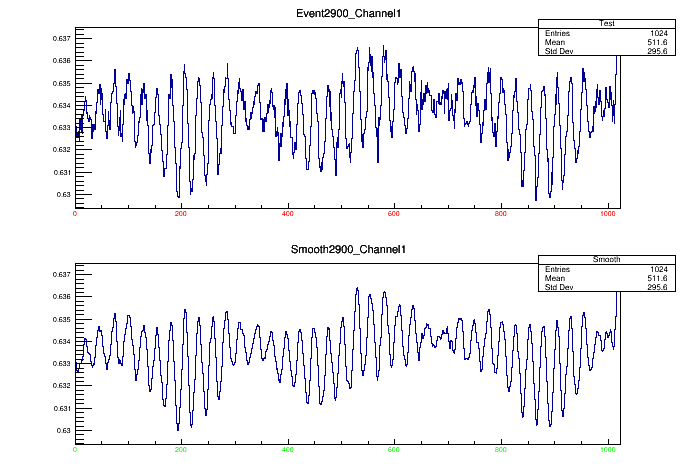 Event2900_Channel1
Test
Entries 1024
Mean 511.6
Std Dev 295.6
0.637
0.636
0.635
0.634
0.633
0.632
0.631
0.63
0 200 400 600 800 1000
Smooth2900_Channel1
Smooth
Entries 1024
Mean 511.6
Std Dev 295.6
0.637
0.636
0.635
0.634
0.633
0.632
0.631
0.63
0 200 400 600 800 1000